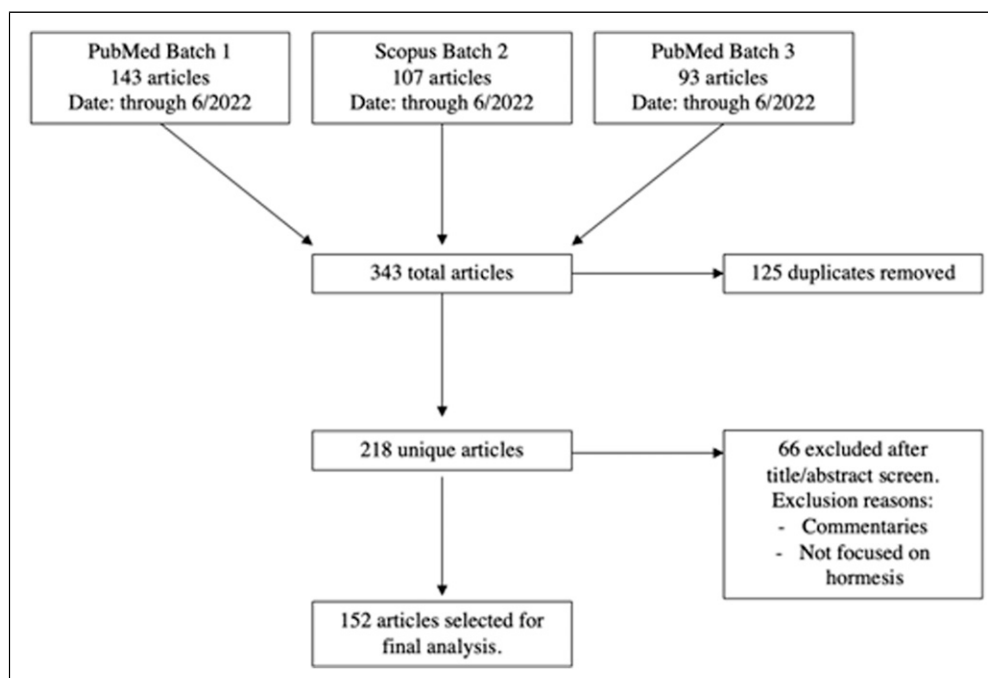 PubMed Batch 1
143 articles
Date: through 6/2022
Scopus Batch 2
107 articles
Date: through 6/2022
PubMed Batch 3
93 articles
Date: through 6/2022
343 total articles
125 duplicates removed
218 unique articles
66 excluded after
title/abstract screen.
Exclusion reasons:
- Commentaries
- Not focused on
hormesis
152 articles selected for
final analysis.